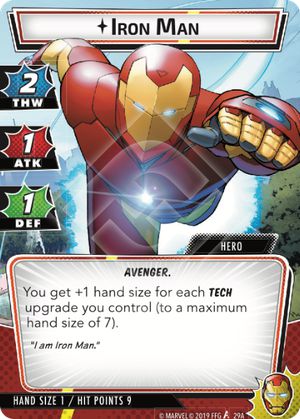 IRON MAN
2
THW
1
ATK
1
DEF
HERO
AVENGER.
You get +1 hand size for each TECH
upgrade you control (to a maximum
hand size of 7).
"I am Iron Man."
HAND SIZE 1 / HIT POINTS 9
© MARVEL © 2019 FFG 29A